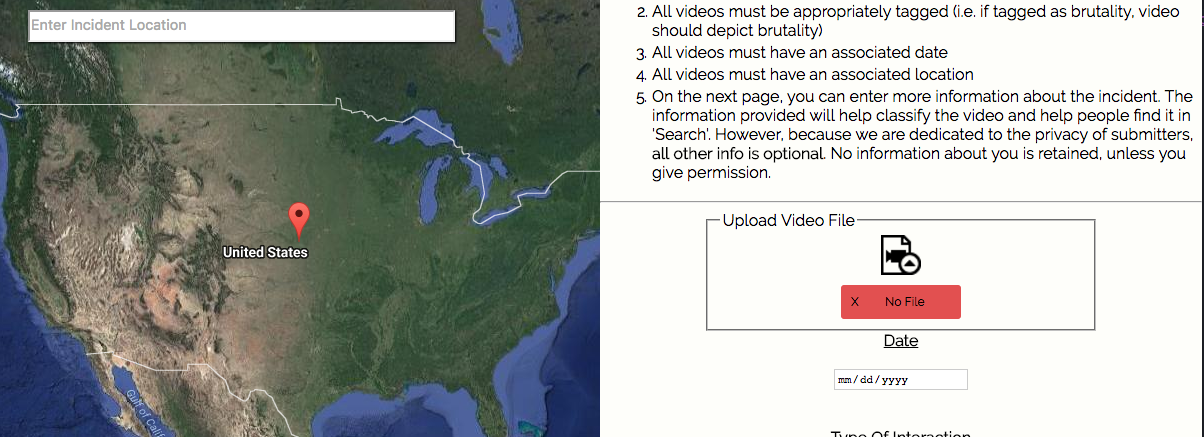 Enter Incident Location
United States
Gulf of Calif
2. All videos must be appropriately tagged (i.e. if tagged as brutality, video
should depict brutality)
3. All videos must have an associated date
4. All videos must have an associated location
5. On the next page, you can enter more information about the incident. The
information provided will help classify the video and help people find it in
'Search'. However, because we are dedicated to the privacy of submitters,
all other info is optional. No information about you is retained, unless you
give permission.
Upload Video File
X No File
Date
mm/dd/yyyy
Type Of Interaction